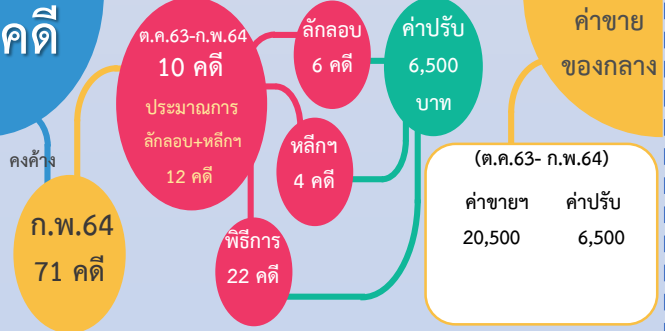 คดี
คงค้าง
ก.พ.64
71 คดี
ต.ค.63-ก.พ.64
10 คดี
ประมาณการ
ลักลอบ+หลีกฯ
12 คดี
ลักลอบ
6 คดี
หลีกฯ
4 คดี
พิธีการ
22 คดี
ค่าปรับ
6,500
บาท
ค่าขาย
ของกลาง
(ต.ค.63- ก.พ.64)
ค่าขายฯ ค่าปรับ
20,500 6,500